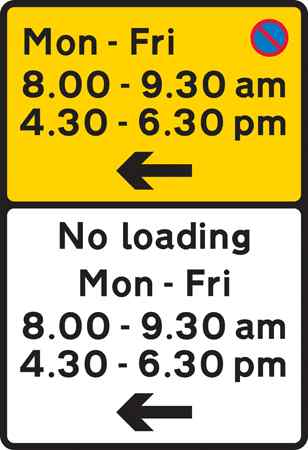 Mon - Fri
8.00 - 9.30 am
4.30 - 6.30 pm
No loading
Mon - Fri
8.00 - 9.30 am
4.30 - 6.30 pm